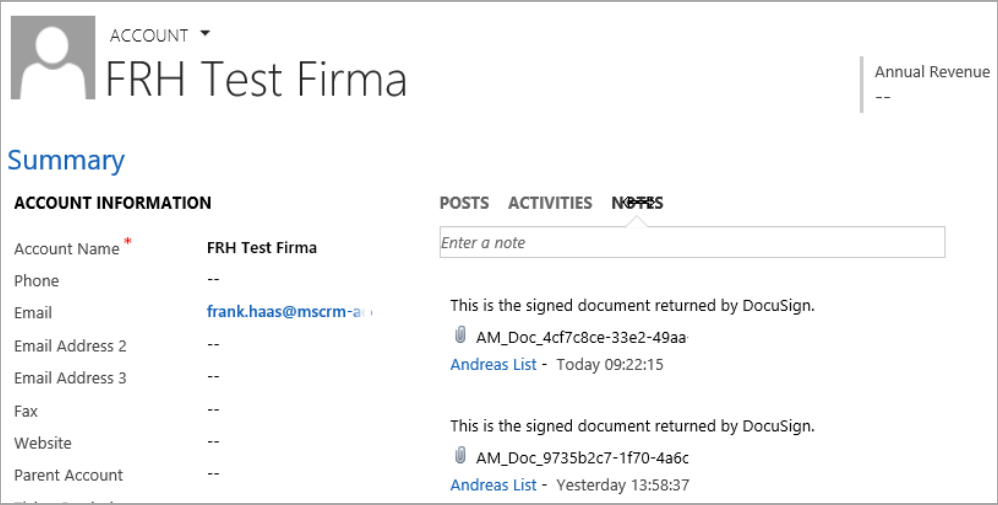 ACCOUNT
FRH Test Firma
Annual Revenue
--
Summary
ACCOUNT INFORMATION
Account Name *
FRH Test Firma
Phone
--
Email
frank.haas@mscrm-a
Email Address 2
--
Email Address 3
--
Fax
--
Website
--
Parent Account
--
POSTS ACTIVITIES NOTES
Enter a note
This is the signed document returned by DocuSign.
AM_Doc_4cf7c8ce-33e2-49aa
Andreas List - Today 09:22:15
This is the signed document returned by DocuSign.
AM_Doc_9735b2c7-1f70-4a6c
Andreas List - Yesterday 13:58:37